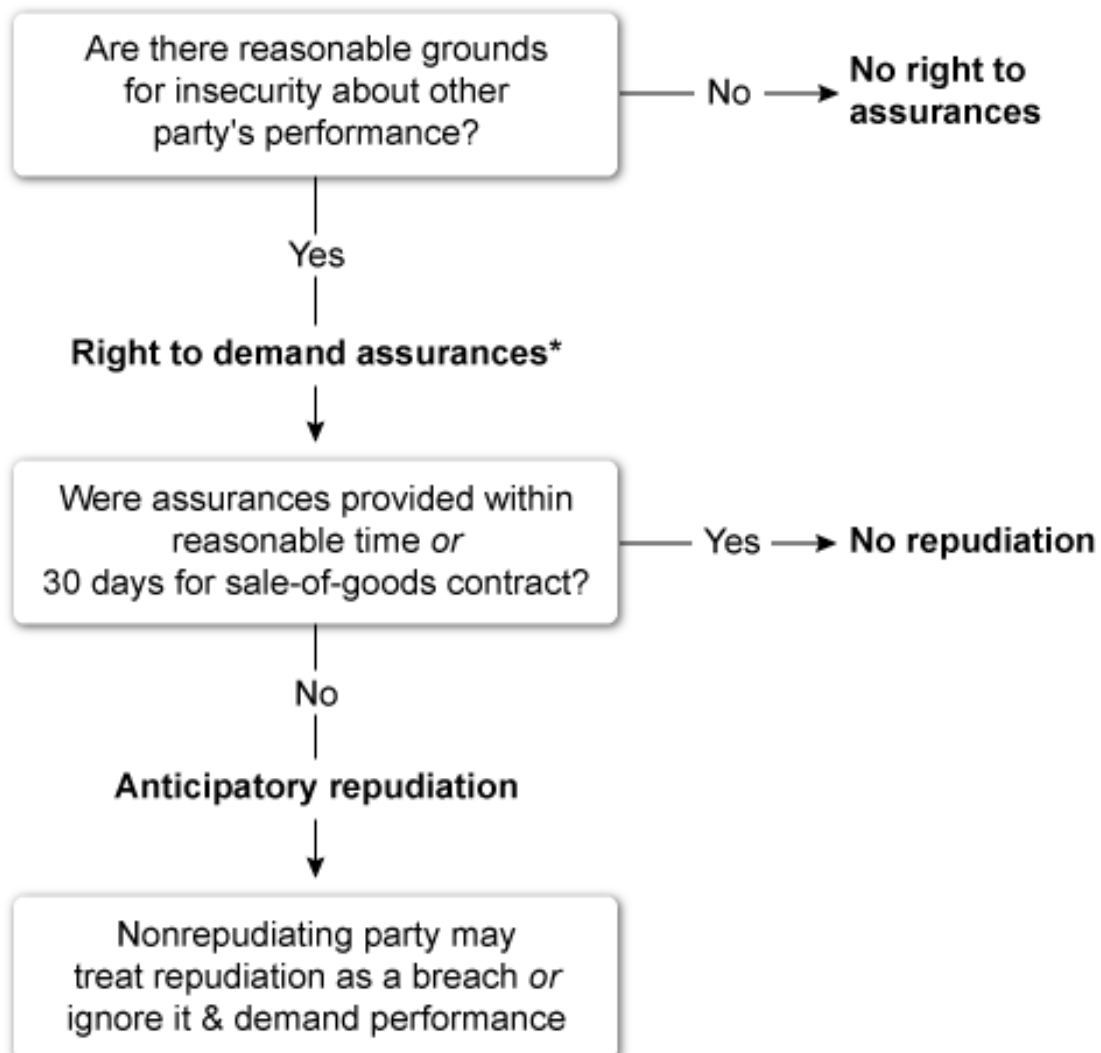 Are there reasonable grounds
for insecurity about other
party's performance?
No
No right to
assurances
Yes
Right to demand assurances*
Were assurances provided within
reasonable time or
30 days for sale-of-goods contract?
Yes
No repudiation
No
Anticipatory repudiation
Nonrepudiating party may
treat repudiation as a breach or
ignore it & demand performance